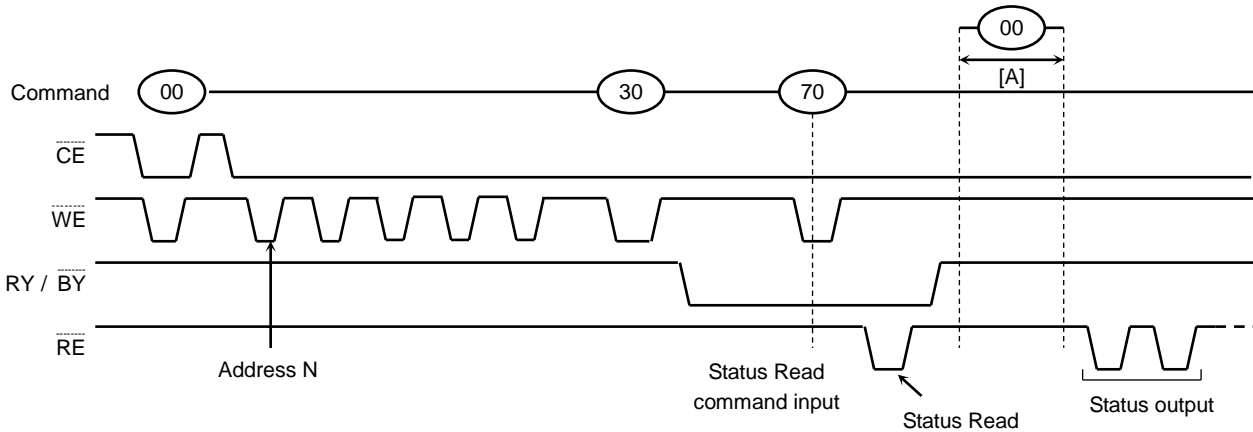 00
[A]
Command 00 30 70
CE
WE
RY / BY
RE
Address N
Status Read
command input
Status Read
Status output